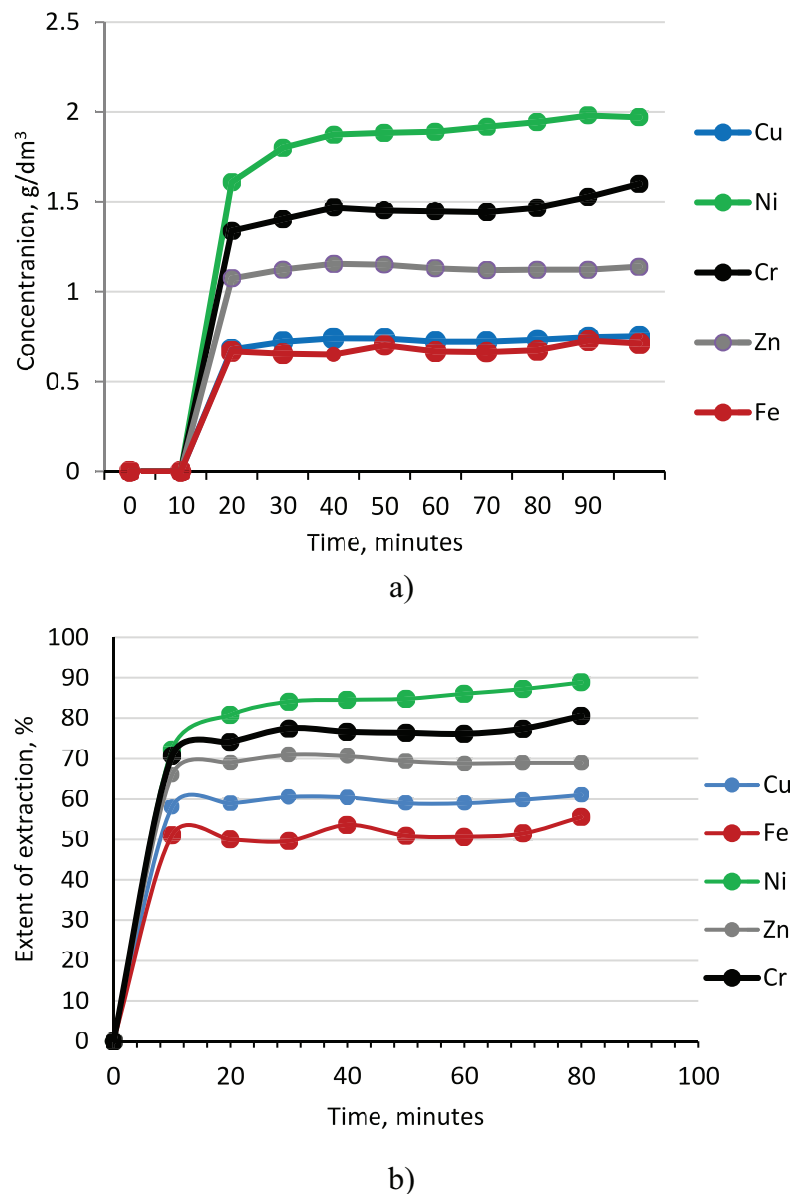 2.5
2
1.5
1
0.5
0
Concentranion, g/dm³
0 10 20 30 40 50 60 70 80 90
Time, minutes
Cu
Ni
Cr
Zn
Fe
a)
100
90
80
70
60
50
40
30
20
10
0
Extent of extraction, %
0 20 40 60 80 100
Time, minutes
Cu
Fe
Ni
Zn
Cr
b)